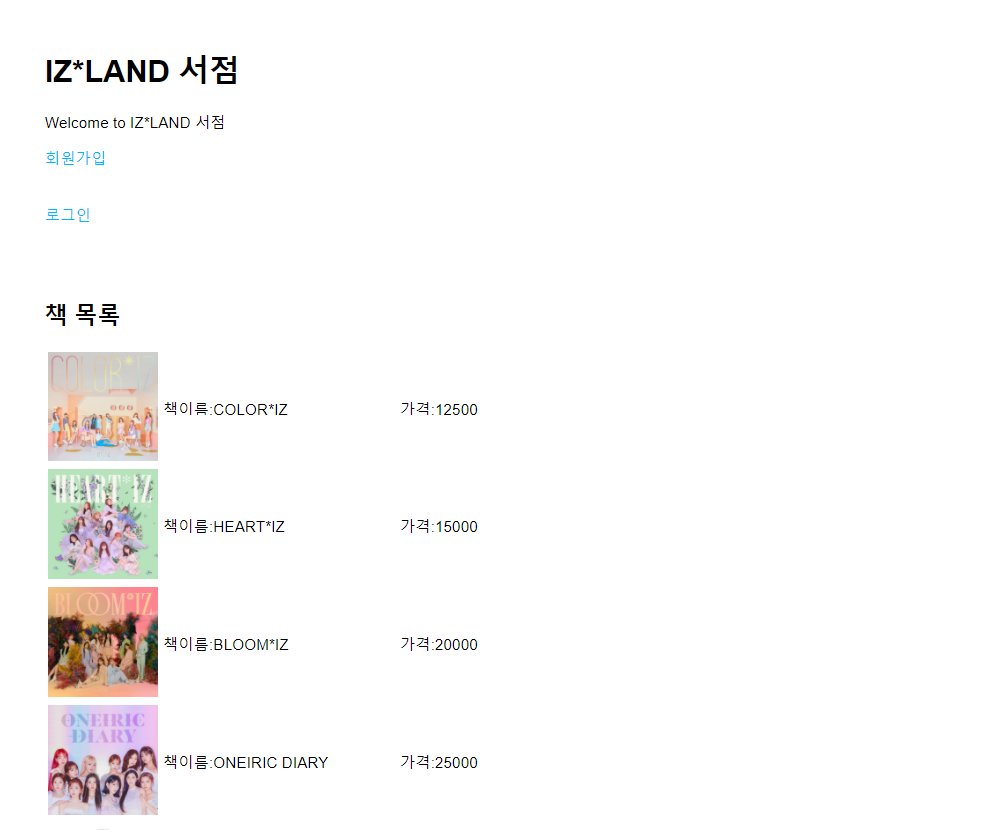 IZ*LAND 서점
Welcome to IZ*LAND 서점
회원가입
로그인
책 목록
COLOR*IZ
책이름:COLOR*IZ 가격:12500
HEART*IZ
책이름:HEART*IZ 가격:15000
BLOOM*IZ
책이름:BLOOM*IZ 가격:20000
ONEIRIC
DIARY
책이름:ONEIRIC DIARY 가격:25000